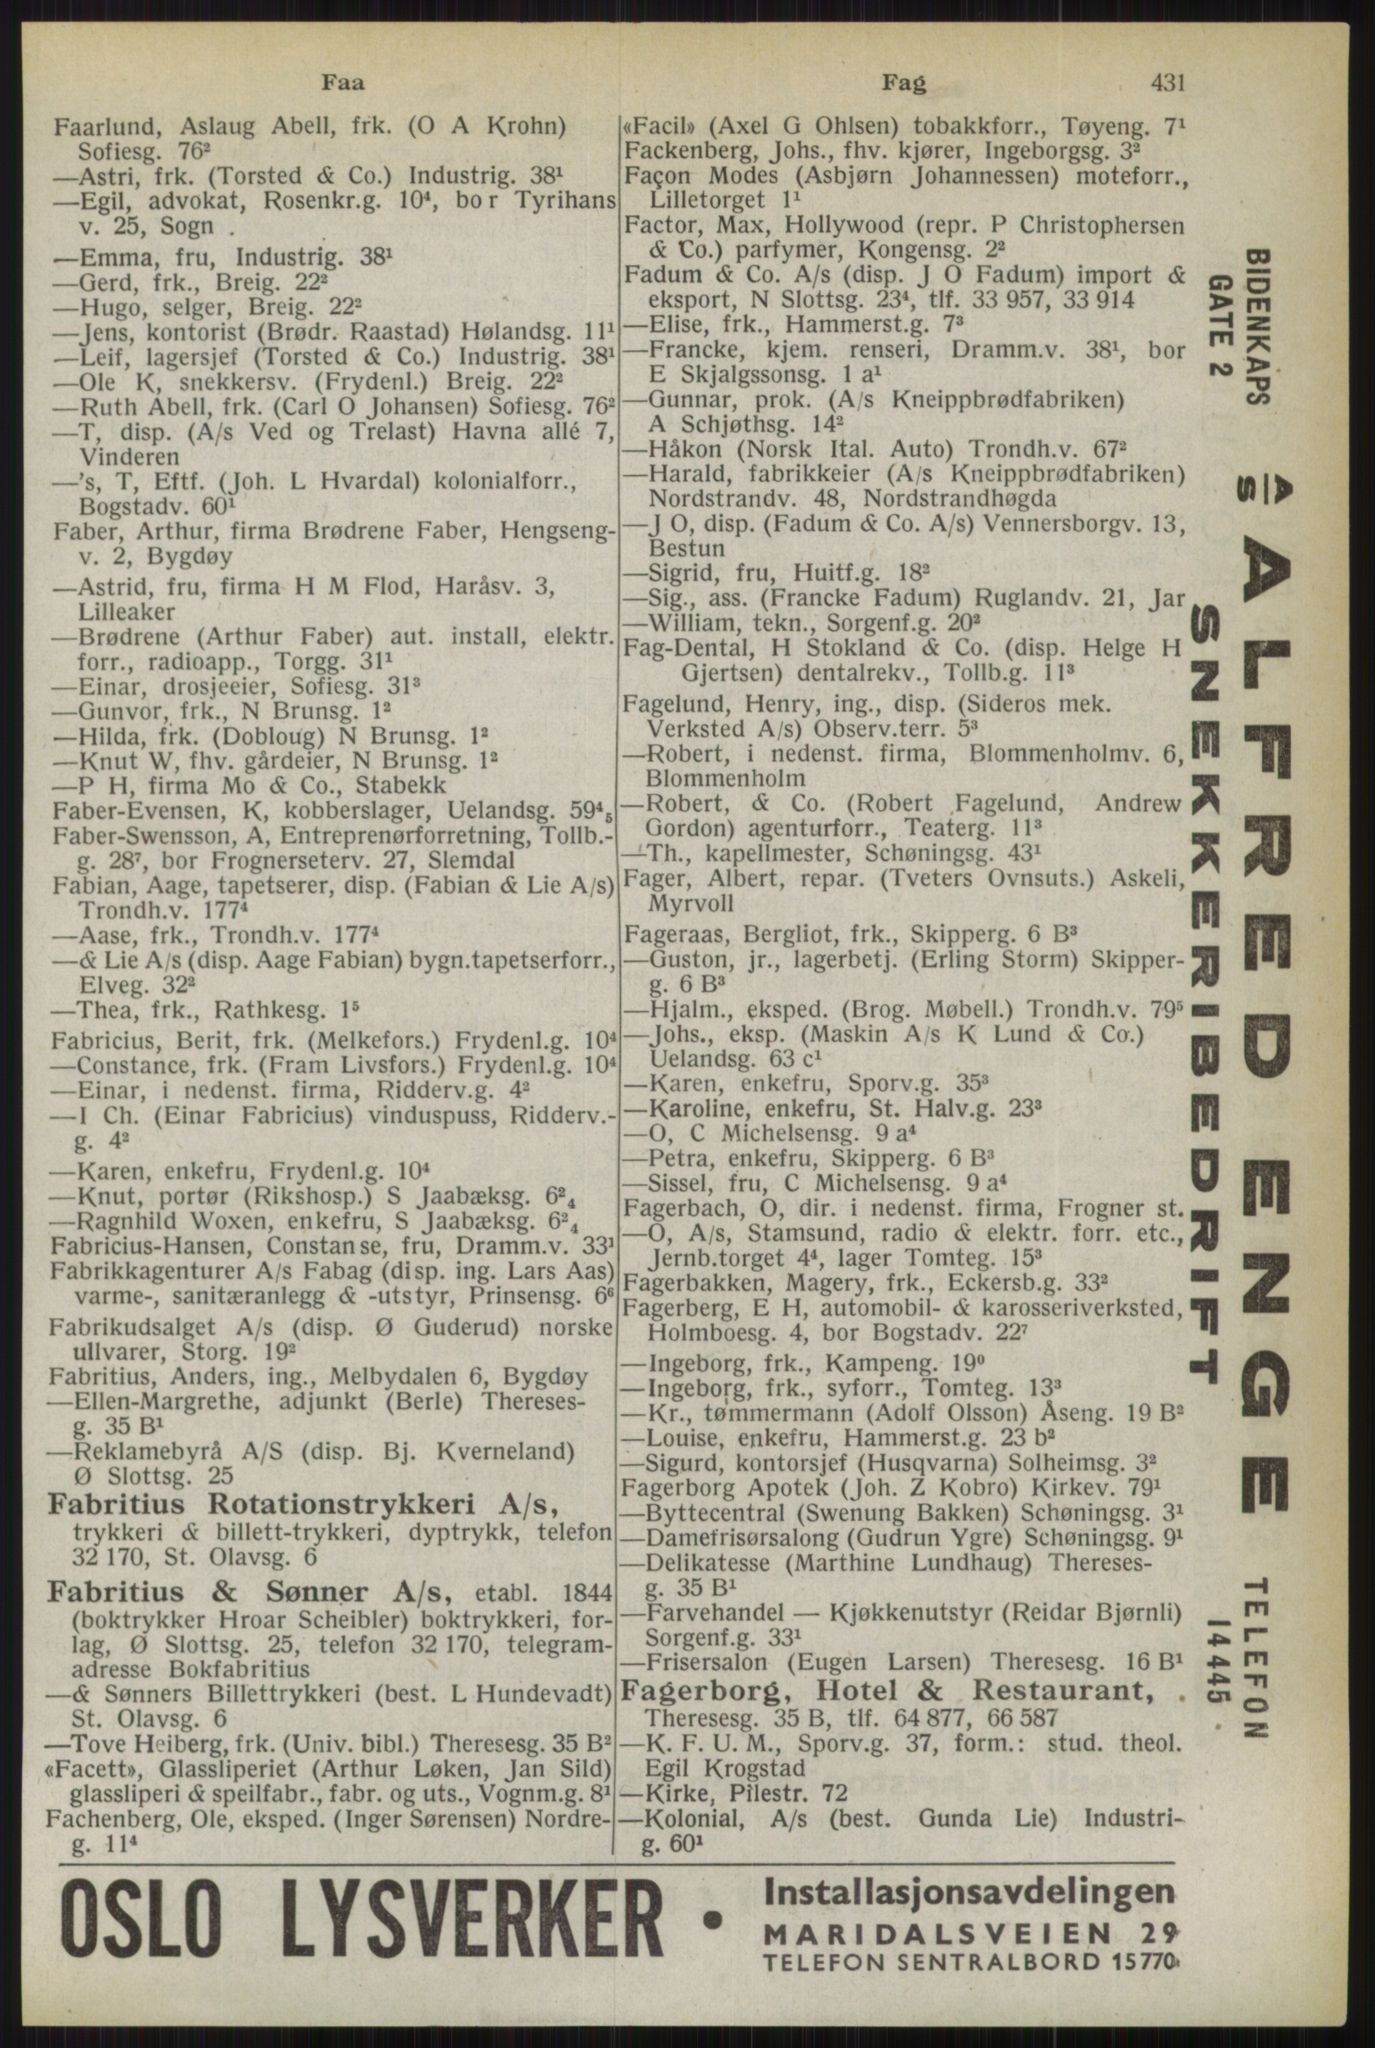 Faa
Faarlund, Aslaug Abell, frk. (O A Krohn)
Sofiesg. 76²
—Astri, frk. (Torsted & Co.) Industrig. 38¹
—Egil, advokat, Rosenkr.g. 10⁴, bor Tyrihans
v. 25, Sogn .
—Emma, fru, Industrig. 38¹
—Gerd, frk., Breig. 22²
—Hugo, selger, Breig. 22²
—Jens, kontorist (Brødr. Raastad) Hølandsg. 11¹
—Leif, lagersjef (Torsted & Co.) Industrig. 38¹
—Ole K, snekkersv. (Frydenl.) Breig. 22²
—Ruth Abell, frk. (Carl O Johansen) Sofiesg. 76²
—T, disp. (A/s Ved og Trelast) Havna allé 7,
Vinderen
—'s, T, Eftf. (Joh. L Hvardal) kolonialforr.,
Bogstadv. 60¹
Faber, Arthur, firma Brødrene Faber, Hengseng-
v. 2, Bygdøy
—Astrid, fru, firma H M Flod, Haråsv. 3,
Lilleaker
—Brødrene (Arthur Faber) aut. install, elektr.
forr., radioapp., Torgg. 31¹
—Einar, drosjeeier, Sofiesg. 31³
—Gunvor, frk., N Brunsg. 1²
—Hilda, frk. (Dobloug) N Brunsg. 1²
—Knut W, fhv. gårdeier, N Brunsg. 1²
—P H, firma Mo & Co., Stabekk
Faber-Evensen, K, kobberslager, Uelandsg. 59⁴₅
Faber-Swensson, A, Entreprenørforretning, Tollb.-
g. 28⁷, bor Frognerseterv. 27, Slemdal
Fabian, Aage, tapetserer, disp. (Fabian & Lie A/s)
Trondh.v. 177⁴
—Aase, frk., Trondh.v. 177⁴
—& Lie A/s (disp. Aage Fabian) bygn.tapetserforr.,
Elveg. 32²
—Thea, frk., Rathkesg. 1⁵
Fabricius, Berit, frk. (Melkefors.) Frydenl.g. 10⁴
—Constance, frk. (Fram Livsfors.) Frydenl.g. 10⁴
—Einar, i nedenst. firma, Ridderv.g. 4²
—I Ch. (Einar Fabricius) vinduspuss, Ridderv.-
g. 4²
—Karen, enkefru, Frydenl.g. 10⁴
—Knut, portør (Rikshosp.) S Jaabæksg. 6²₄
—Ragnhild Woxen, enkefru, S Jaabæksg. 6²₄
Fabricius-Hansen, Constanse, fru, Dramm.v. 33¹
Fabrikkagenturer A/s Fabag (disp. ing. Lars Aas)
varme-, sanitæranlegg & -utstyr, Prinsensg. 6⁶
Fabrikudsalget A/s (disp. Ø Guderud) norske
ullvarer, Storg. 19²
Fabritius, Anders, ing., Melbydalen 6, Bygdøy
—Ellen-Margrethe, adjunkt (Berle) Thereses-
g. 35 B¹
—Reklamebyrå A/S (disp. Bj. Kverneland)
Ø Slottsg. 25
Fabritius Rotationstrykkeri A/s,
trykkeri & billett-trykkeri, dyptrykk, telefon
32 170, St. Olavsg. 6
Fabritius & Sønner A/s, etabl. 1844
(boktrykker Hroar Scheibler) boktrykkeri, for-
lag, Ø Slottsg. 25, telefon 32 170, telegram-
adresse Bokfabritius
—& Sønners Billettrykkeri (best. L Hundevadt)
St. Olavsg. 6
—Tove Heiberg, frk. (Univ. bibl.) Theresesg. 35 B²
«Facett», Glassliperiet (Arthur Løken, Jan Sild)
glassliperi & speilfabr., fabr. og uts., Vognm.g. 8¹
Fachenberg, Ole, eksped. (Inger Sørensen) Nordre-
g. 11⁴
Fag 431
«Facil» (Axel G Ohlsen) tobakkforr., Tøyeng. 7¹
Fackenberg, Johs., fhv. kjører, Ingeborgsg. 3²
Façon Modes (Asbjørn Johannessen) moteforr.,
Lilletorget 1¹
Factor, Max, Hollywood (repr. P Christophersen
& Co.) parfymer, Kongensg. 2²
Fadum & Co. A/s (disp. J O Fadum) import &
eksport, N Slottsg. 23⁴, tlf. 33 957, 33 914
—Elise, frk., Hammerst.g. 7³
—Francke, kjem. renseri, Dramm.v. 38¹, bor
E Skjalgssonsg. 1 a¹
—Gunnar, prok. (A/s Kneippbrødfabriken)
A Schjøthsg. 14²
—Håkon (Norsk Ital. Auto) Trondh.v. 67²
—Harald, fabrikkeier (A/s Kneippbrødfabriken)
Nordstrandv. 48, Nordstrandhøgda
—J O, disp. (Fadum & Co. A/s) Vennersborgv. 13,
Bestun
—Sigrid, fru, Huitf.g. 18²
—Sig., ass. (Francke Fadum) Ruglandv. 21, Jar
—William, tekn., Sorgenf.g. 20²
Fag-Dental, H Stokland & Co. (disp. Helge H
Gjertsen) dentalrekv., Tollb.g. 11³
Fagelund, Henry, ing., disp. (Sideros mek.
Verksted A/s) Observ.terr. 5³
—Robert, i nedenst. firma, Blommenholmv. 6,
Blommenholm
—Robert, & Co. (Robert Fagelund, Andrew
Gordon) agenturforr., Teaterg. 11³
—Th., kapellmester, Schøningsg. 43¹
Fager, Albert, repar. (Tveters Ovnsuts.) Askeli,
Myrvoll
Fageraas, Bergliot, frk., Skipperg. 6 B³
—Guston, jr., lagerbetj. (Erling Storm) Skipper-
g. 6 B³
—Hjalm., eksped. (Brog. Møbell.) Trondh.v. 79⁵
—Johs., eksp. (Maskin A/s K Lund & Co.)
Uelandsg. 63 c¹
—Karen, enkefru, Sporv.g. 35³
—Karoline, enkefru, St. Halv.g. 23³
—O, C Michelsensg. 9 a⁴
—Petra, enkefru, Skipperg. 6 B³
—Sissel, fru, C Michelsensg. 9 a⁴
Fagerbach, O, dir. i nedenst. firma, Frogner st.
—O, A/s, Stamsund, radio & elektr. forr. etc.,
Jernb.torget 4⁴, lager Tomteg. 15³
Fagerbakken, Magery, frk., Eckersb.g. 33²
Fagerberg, E H, automobil- & karosseriverksted,
Holmboesg. 4, bor Bogstadv. 22⁷
—Ingeborg, frk., Kampeng. 19⁰
—Ingeborg, frk., syforr., Tomteg. 13³
—Kr., tømmermann (Adolf Olsson) Åseng. 19 B²
—Louise, enkefru, Hammerst.g. 23 b²
—Sigurd, kontorsjef (Husqvarna) Solheimsg. 3²
Fagerborg Apotek (Joh. Z Kobro) Kirkev. 79¹
—Byttecentral (Swenung Bakken) Schøningsg. 3¹
—Damefrisørsalong (Gudrun Ygre) Schøningsg. 9¹
—Delikatesse (Marthine Lundhaug) Thereses-
g. 35 B¹
—Farvehandel — Kjøkkenutstyr (Reidar Bjørnli)
Sorgenf.g. 33¹
—Frisersalon (Eugen Larsen) Theresesg. 16 B¹
Fagerborg, Hotel & Restaurant,
Theresesg. 35 B, tlf. 64 877, 66 587
—K. F. U. M., Sporv.g. 37, form.: stud. theol.
Egil Krogstad
—Kirke, Pilestr. 72
—Kolonial, A/s (best. Gunda Lie) Industri-
g. 60¹
BIDENKAPS
GATE 2
A/s ALFRED ENGE
SNEKKERIBEDRIFT
TELEFON
14445
OSLO LYSVERKER •
Installasjonsavdelingen
MARIDALSVEIEN 29
TELEFON SENTRALBORD 15770